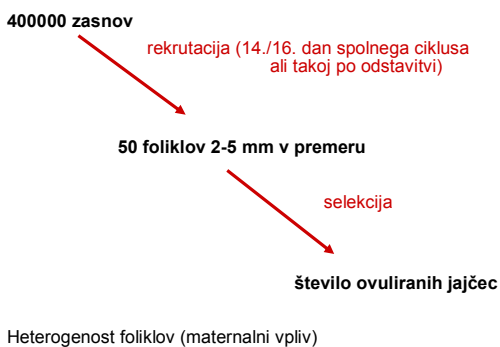 400000 zasnov
rekrutacija (14./16. dan spolnega ciklusa
ali takoj po odstavitvi)
50 foliklov 2-5 mm v premeru
selekcija
število ovuliranih jajčec
Heterogenost foliklov (maternalni vpliv)